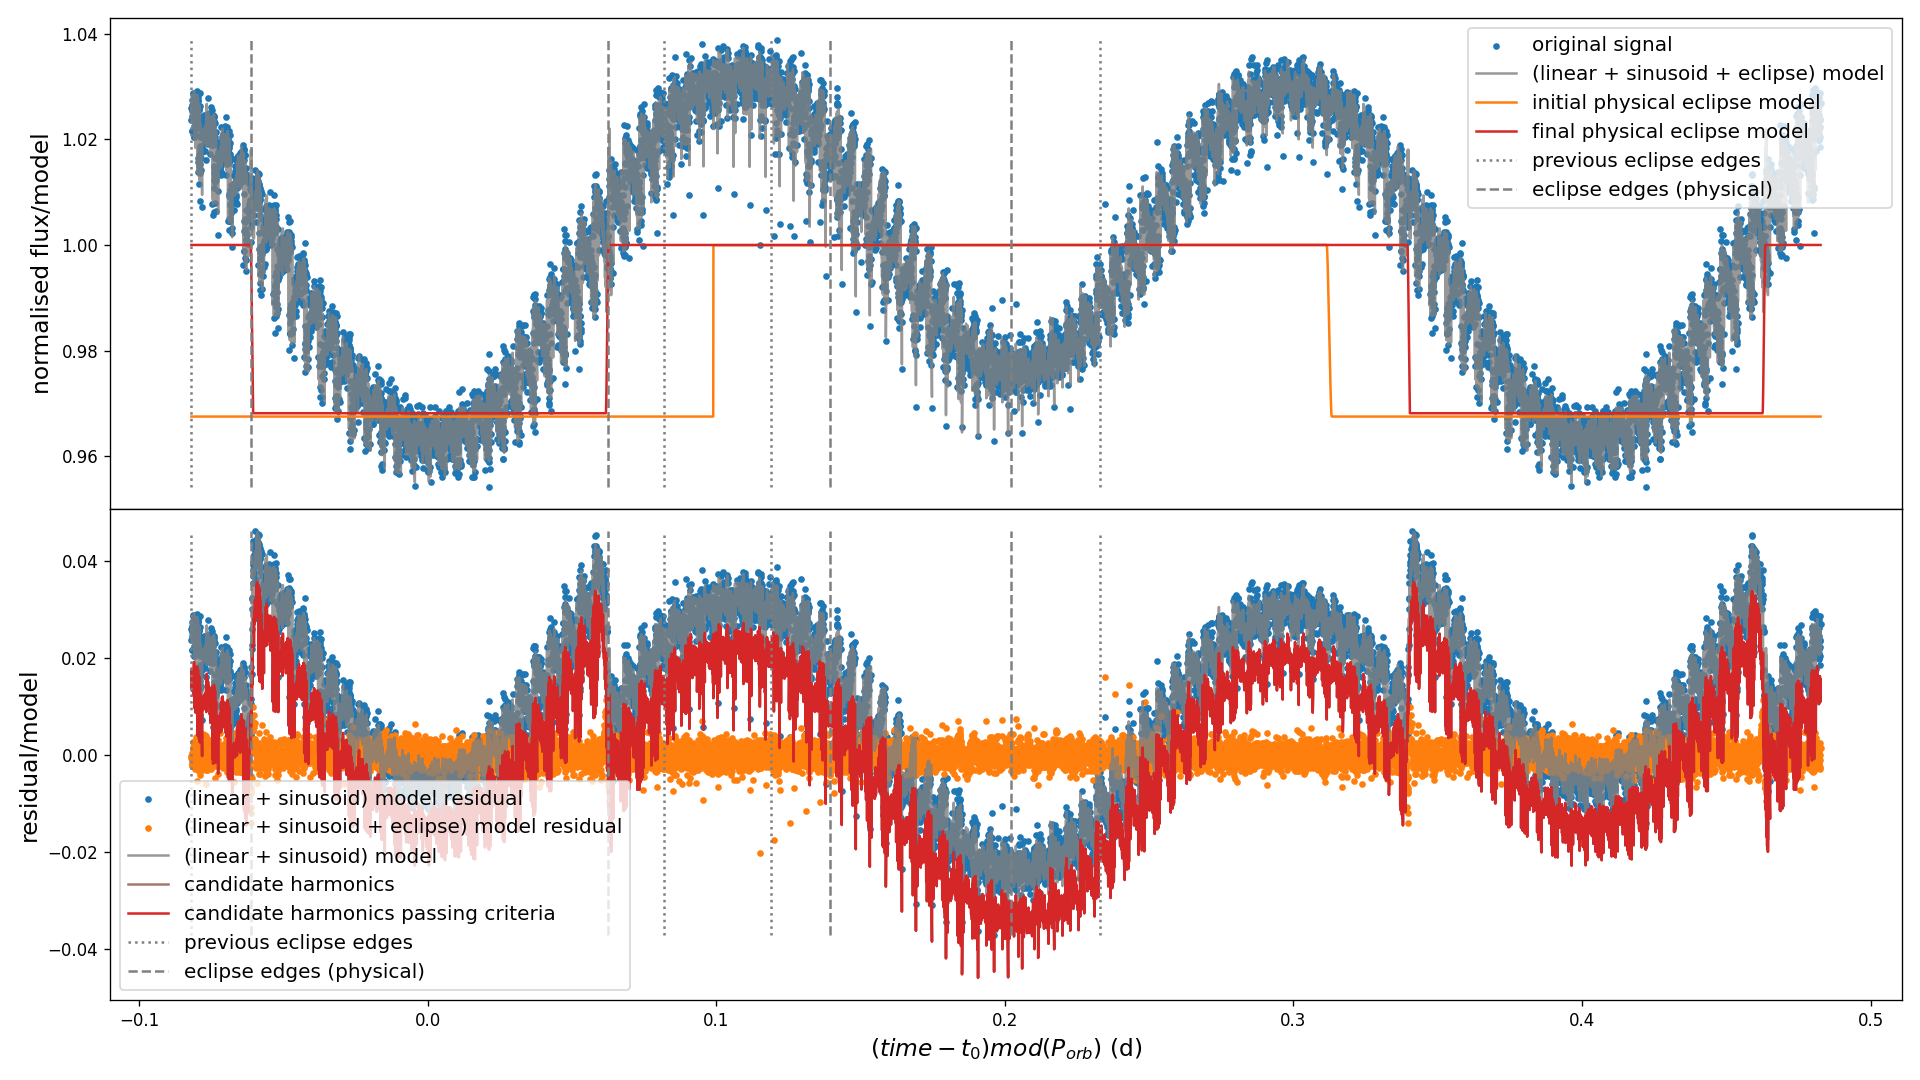 normalised flux/model
1.04
1.02
1.00
0.98
0.96
original signal
(linear + sinusoid + eclipse) model
initial physical eclipse model
final physical eclipse model
previous eclipse edges
eclipse edges (physical)
residual/model
0.04
0.02
0.00
−0.02
−0.04
(linear + sinusoid) model residual
(linear + sinusoid + eclipse) model residual
(linear + sinusoid) model
candidate harmonics
candidate harmonics passing criteria
previous eclipse edges
eclipse edges (physical)
−0.1 0.0 0.1 0.2 0.3 0.4 0.5
(time − t₀)mod(Pₒᵣb) (d)